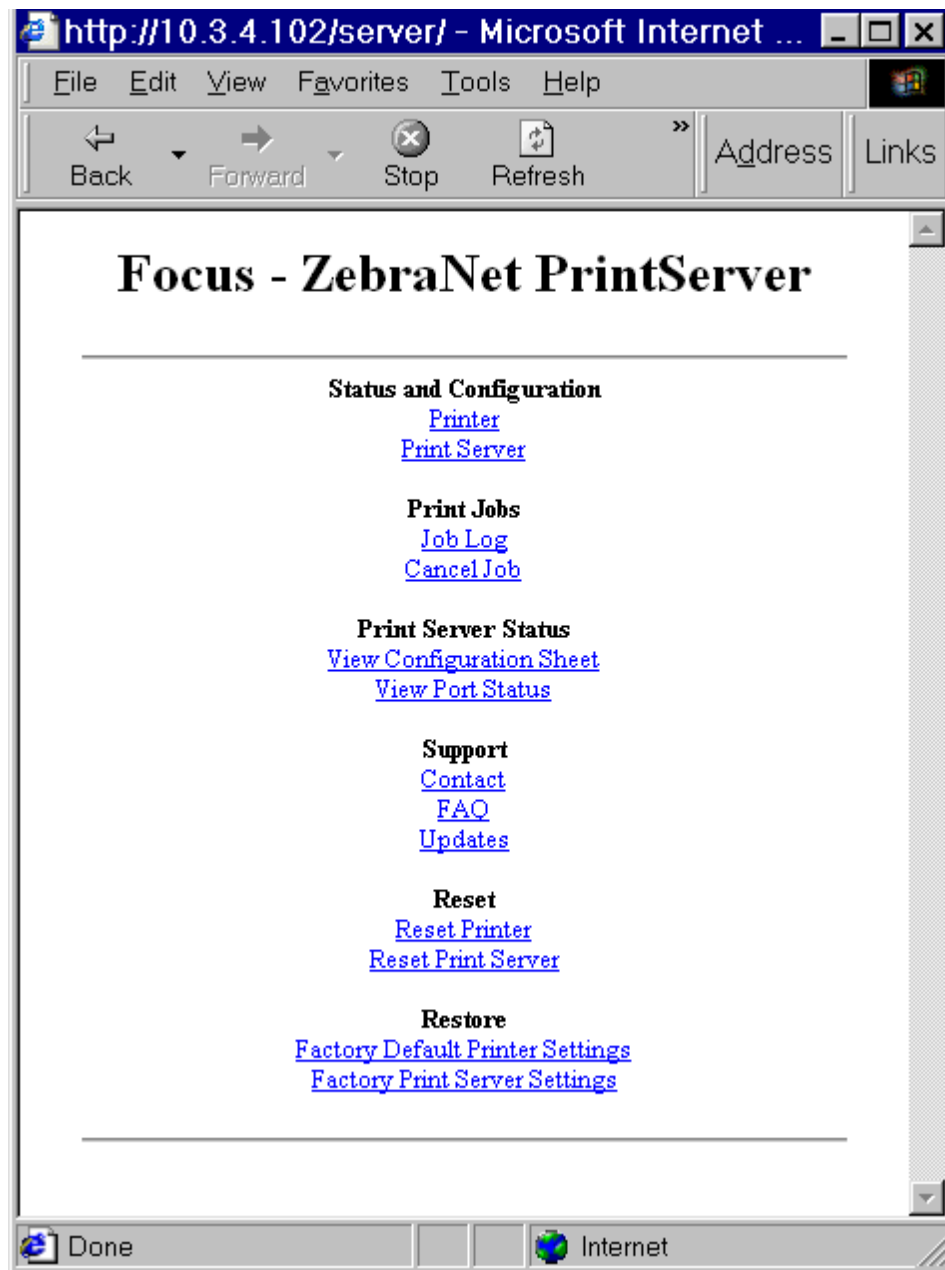 http://10.3.4.102/server/ - Microsoft Internet ...
File Edit View Favorites Tools Help
Back Forward Stop Refresh » Address Links
Focus - ZebraNet PrintServer
Status and Configuration
Printer
Print Server
Print Jobs
Job Log
Cancel Job
Print Server Status
View Configuration Sheet
View Port Status
Support
Contact
FAQ
Updates
Reset
Reset Printer
Reset Print Server
Restore
Factory Default Printer Settings
Factory Print Server Settings
Done Internet